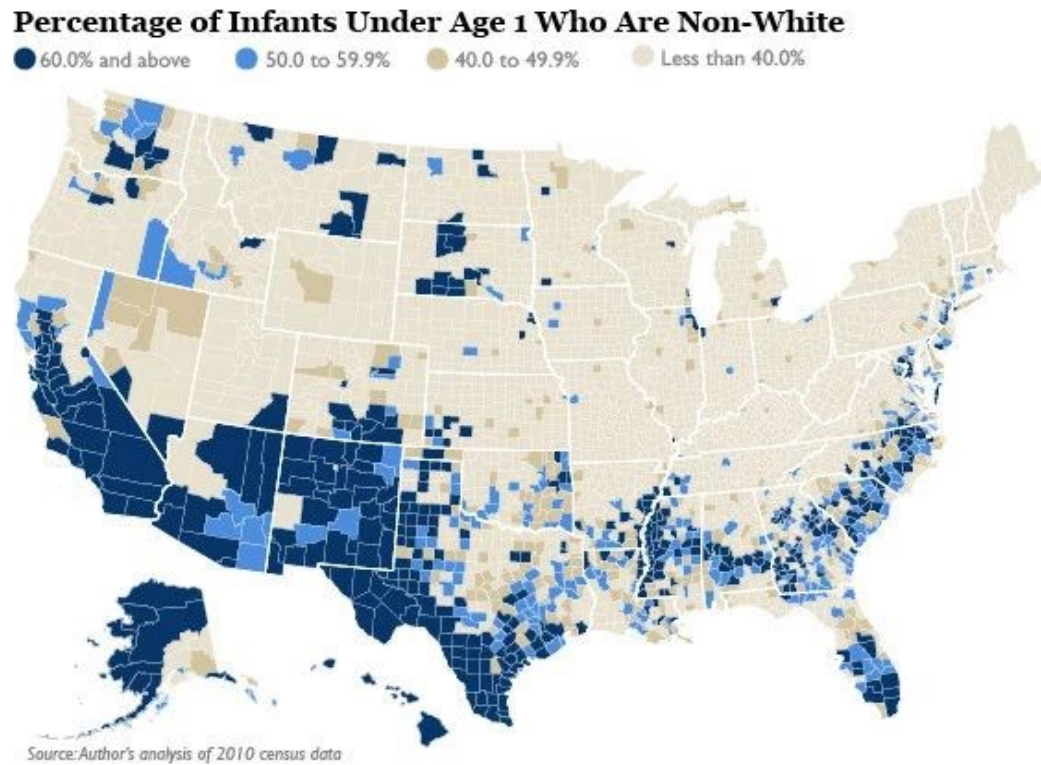 Percentage of Infants Under Age 1 Who Are Non-White
60.0% and above 50.0 to 59.9% 40.0 to 49.9% Less than 40.0%
Source: Author's analysis of 2010 census data